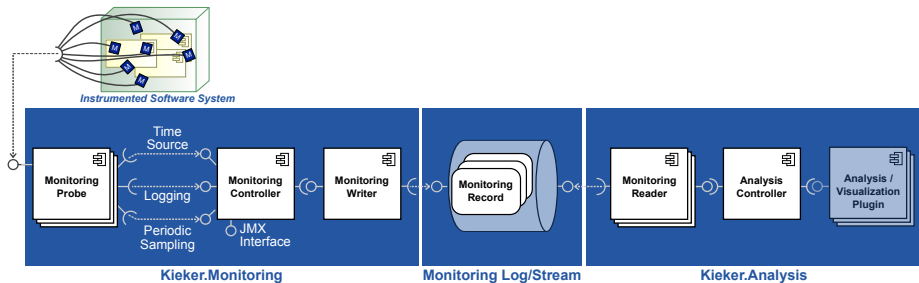 M
M
M
M
M
M
M
Instrumented Software System
Time
Source
Logging
Periodic
Sampling
Monitoring
Probe
Monitoring
Controller
JMX
Interface
Monitoring
Writer
Monitoring
Record
Monitoring
Reader
Analysis
Controller
Analysis /
Visualization
Plugin
Kieker.Monitoring
Monitoring Log/Stream
Kieker.Analysis